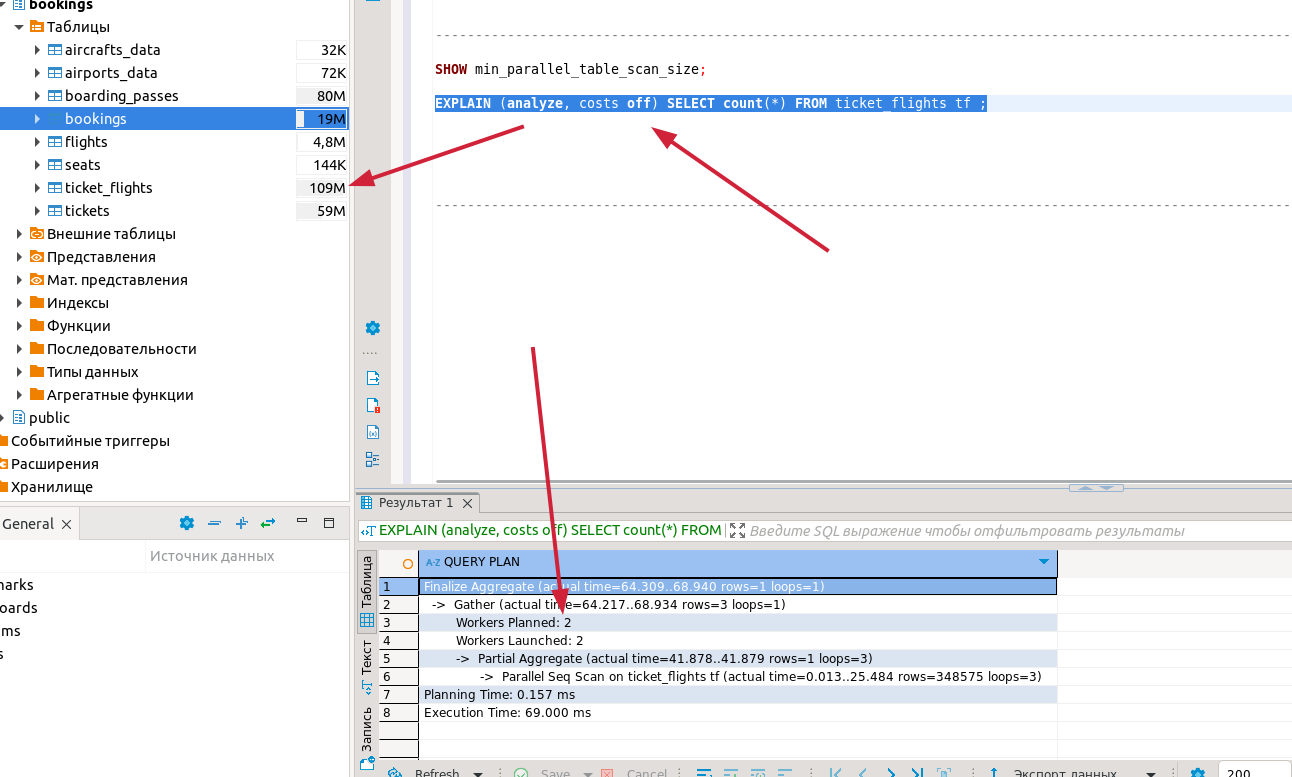 bookings
Таблицы
aircrafts_data 32K
airports_data 72K
boarding_passes 80M
bookings 19M
flights 4,8M
seats 144K
ticket_flights 109M
tickets 59M
Внешние таблицы
Представления
Мат. представления
Индексы
Функции
Последовательности
Типы данных
Агрегатные функции
public
Событийные триггеры
Расширения
Хранилище
General
Источник данных
marks
oards
ms
s
SHOW min_parallel_table_scan_size;
EXPLAIN (analyze, costs off) SELECT count(*) FROM ticket_flights tf ;
Результат 1
EXPLAIN (analyze, costs off) SELECT count(*) FROM Введите SQL выражение чтобы отфильтровать результаты
Таблица
Текст
Запись
A-Z QUERY PLAN
1 Finalize Aggregate (actual time=64.309..68.940 rows=1 loops=1)
2 -> Gather (actual time=64.217..68.934 rows=3 loops=1)
3 Workers Planned: 2
4 Workers Launched: 2
5 -> Partial Aggregate (actual time=41.878..41.879 rows=1 loops=3)
6 -> Parallel Seq Scan on ticket_flights tf (actual time=0.013..25.484 rows=348575 loops=3)
7 Planning Time: 0.157 ms
8 Execution Time: 69.000 ms
Refresh Save Cancel Экспорт данных 200